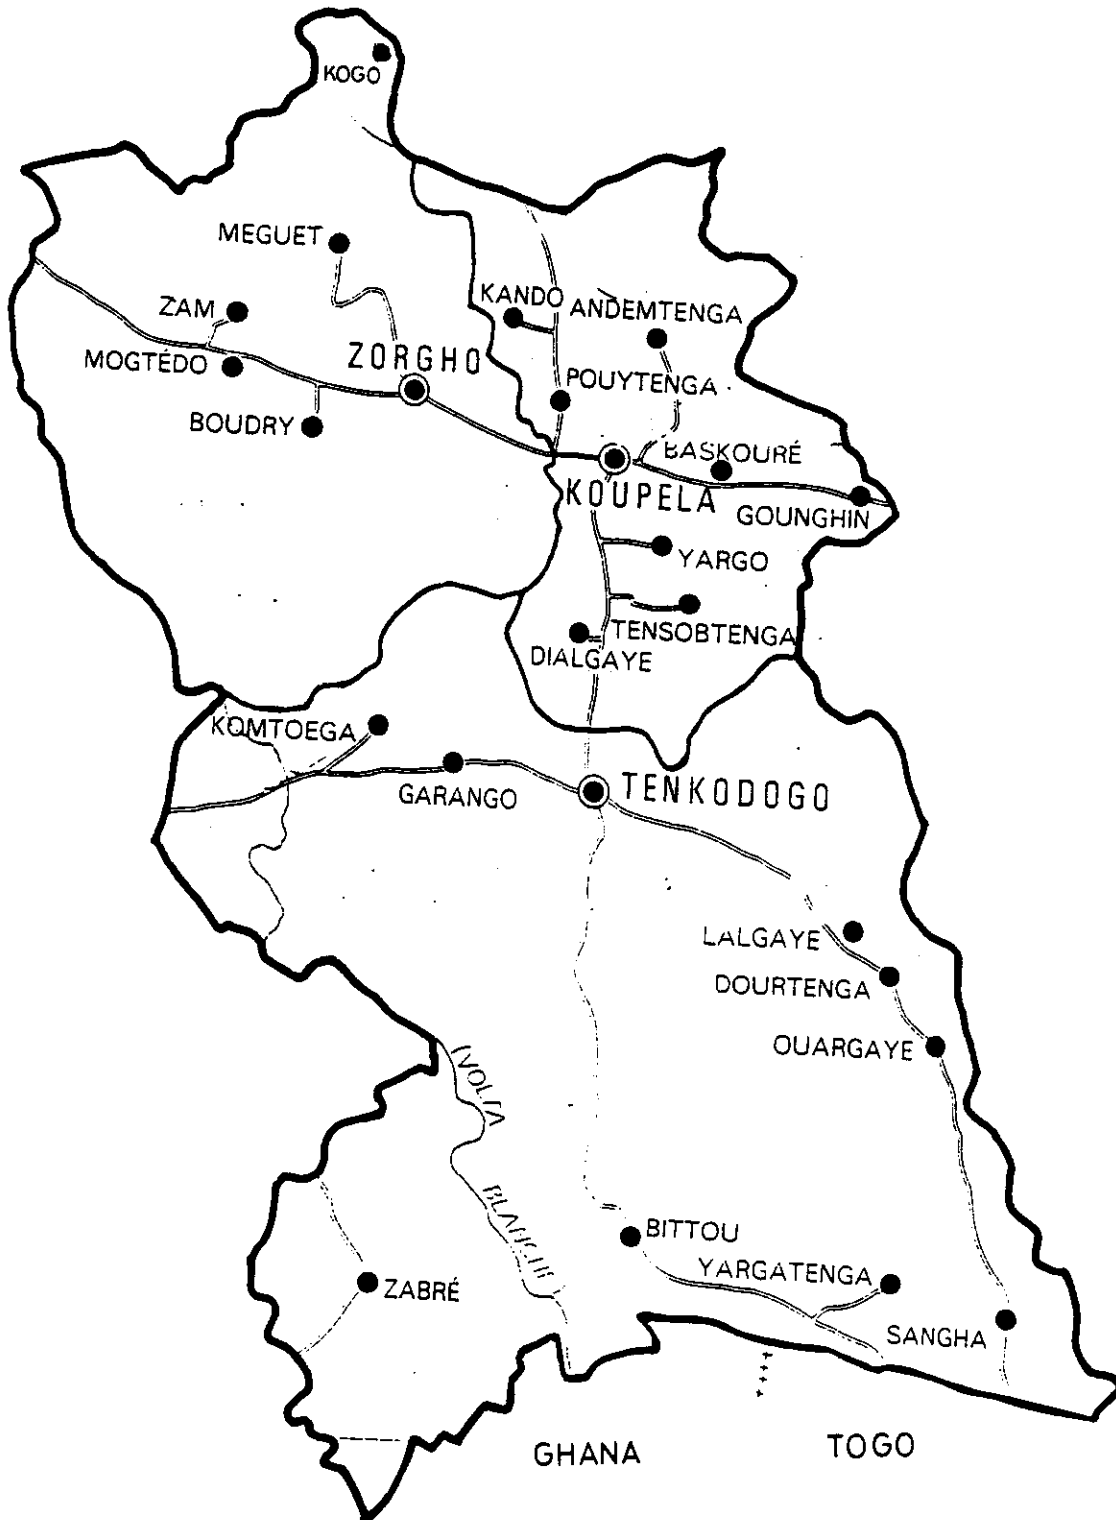 KOGO
MEGUET
KANDO
ANDEMTENGA
ZAM
ZORGHO
MOGTÉDO
POUYTENGA
BOUDRY
BASKOURÉ
KOUPELA
GOUNGHIN
YARGO
TENSOBTENGA
DIALGAYE
KOMTOEGA
TENKODOGO
GARANGO
LALGAYE
DOURTENGA
OUARGAYE
VOLTA
BLANCHE
BITTOU
YARGATENGA
ZABRÉ
SANGHA
GHANA
TOGO